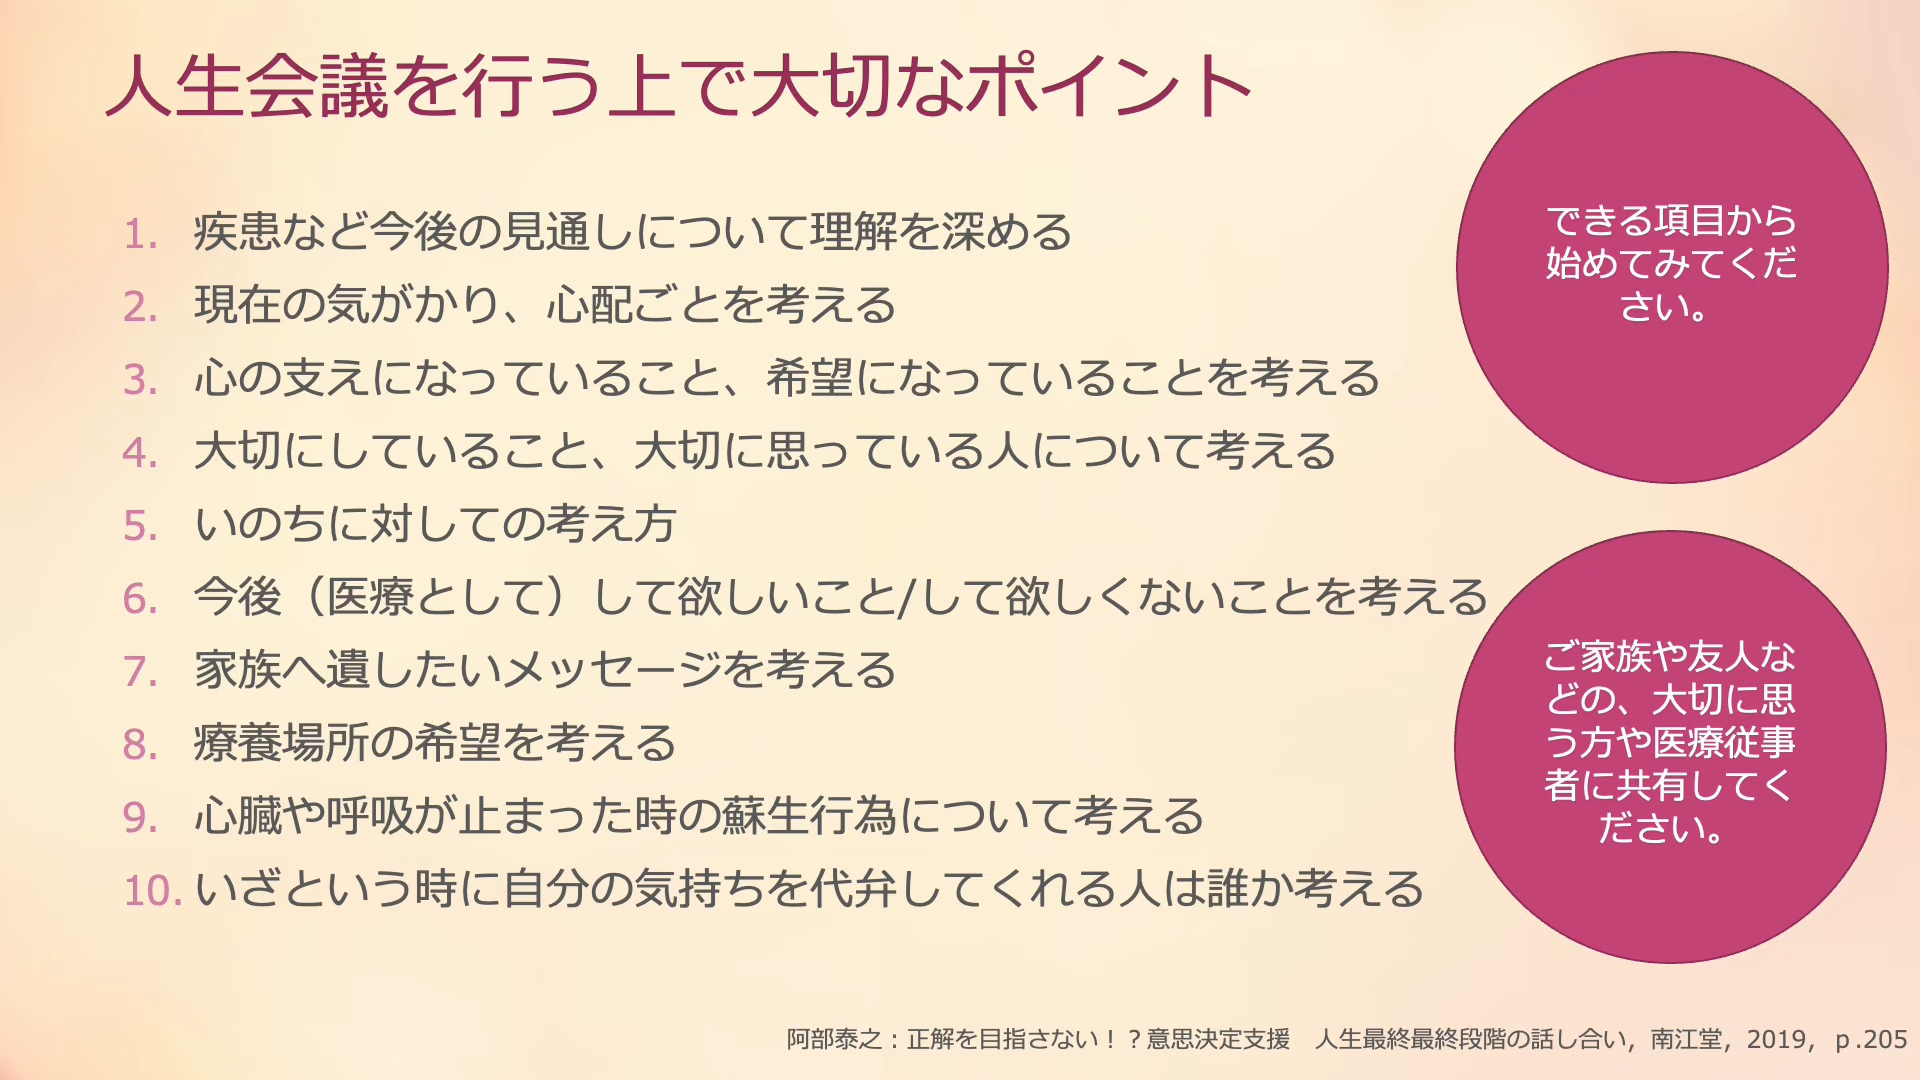 人生会議を行う上で大切なポイント
1. 疾患など今後の見通しについて理解を深める
2. 現在の気がかり、心配ごとを考える
3. 心の支えになっていること、希望になっていることを考える
4. 大切にしていること、大切に思っている人について考える
5. いのちに対しての考え方
6. 今後（医療として）して欲しいこと/して欲しくないことを考える
7. 家族へ遺したいメッセージを考える
8. 療養場所の希望を考える
9. 心臓や呼吸が止まった時の蘇生行為について考える
10. いざという時に自分の気持ちを代弁してくれる人は誰か考える
できる項目から
始めてみてくだ
さい。
ご家族や友人な
どの、大切に思
う方や医療従事
者に共有してく
ださい。
阿部泰之：正解を目指さない！？意思決定支援　人生最終最終段階の話し合い，南江堂，2019，ｐ.205